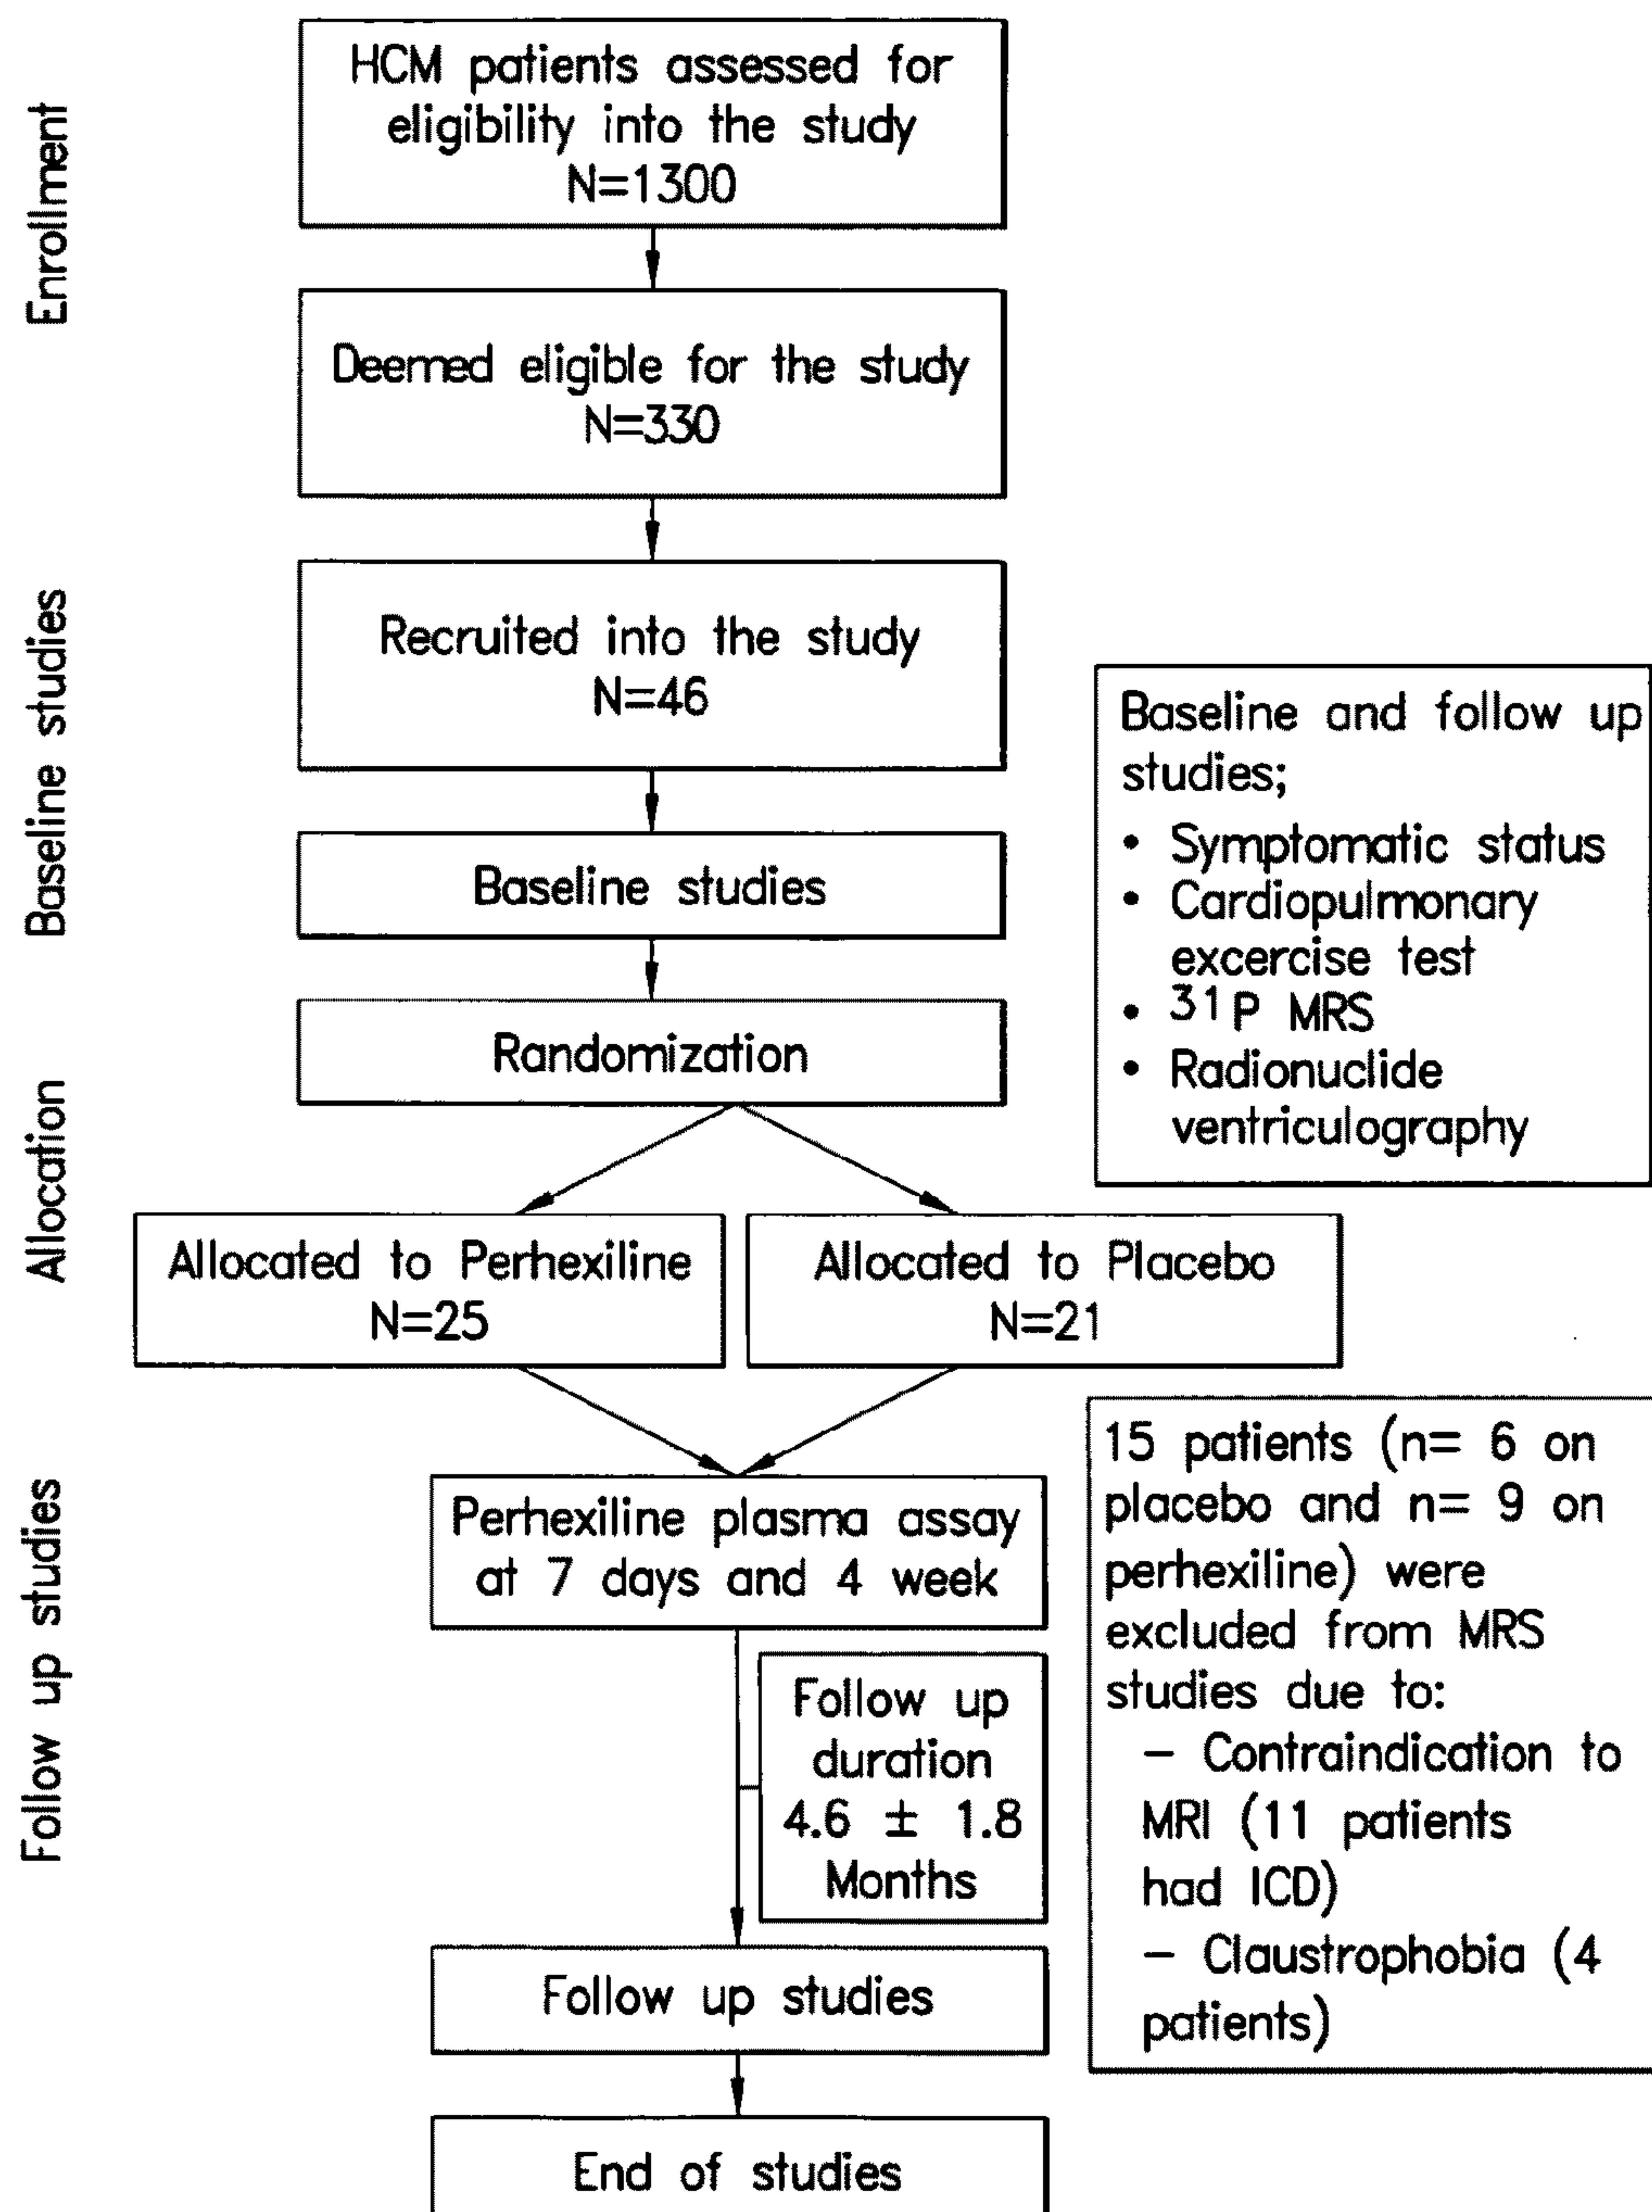 Enrollment
HCM patients assessed for
eligibility into the study
N=1300
Deemed eligible for the study
N=330
Baseline studies
Recruited into the study
N=46
Baseline studies
Baseline and follow up
studies;
• Symptomatic status
• Cardiopulmonary
excercise test
• 31P MRS
• Radionuclide
ventriculography
Allocation
Randomization
Allocated to Perhexiline
N=25
Allocated to Placebo
N=21
Follow up studies
Perhexiline plasma assay
at 7 days and 4 week
Follow up
duration
4.6 ± 1.8
Months
15 patients (n= 6 on
placebo and n= 9 on
perhexiline) were
excluded from MRS
studies due to:
– Contraindication to
MRI (11 patients
had ICD)
– Claustrophobia (4
patients)
Follow up studies
End of studies